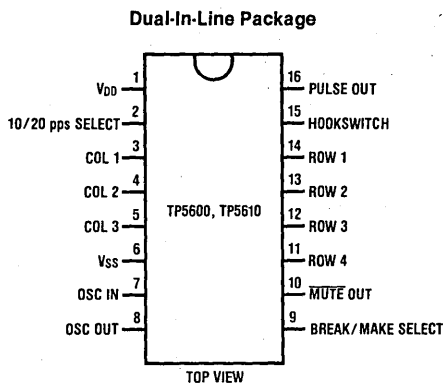 Dual-In-Line Package
VDD 1
10/20 pps SELECT 2
COL 1 3
COL 2 4
COL 3 5
VSS 6
OSC IN 7
OSC OUT 8
TP5600, TP5610
16 PULSE OUT
15 HOOKSWITCH
14 ROW 1
13 ROW 2
12 ROW 3
11 ROW 4
10 MUTE OUT
9 BREAK/MAKE SELECT
TOP VIEW